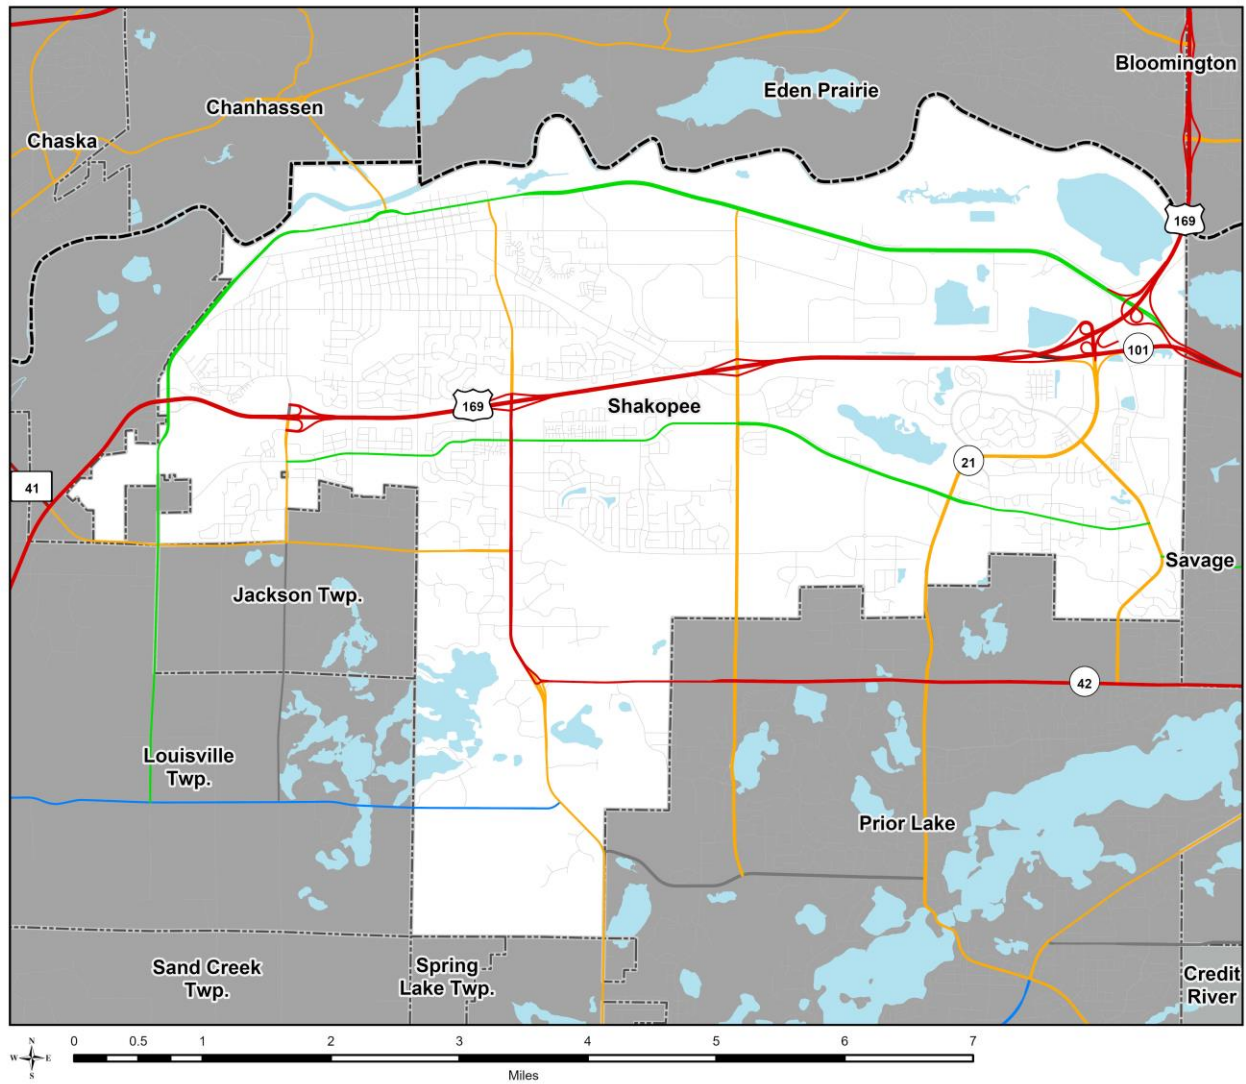 Bloomington
Eden Prairie
Chanhassen
Chaska
169
101
169
Shakopee
21
41
Savage
Jackson Twp.
42
Louisville
Twp.
Prior Lake
Sand Creek
Twp.
Spring
Lake Twp.
Credit
River
N
W E
S
0 0.5 1 2 3 4 5 6 7
Miles